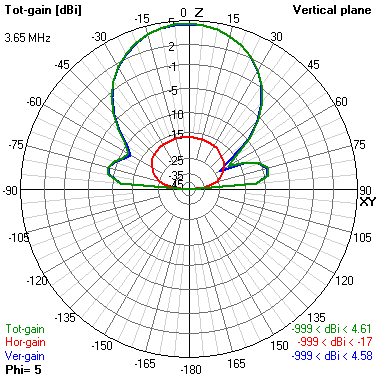 Tot-gain [dBi] 0 Z Vertical plane
-15 5 15
3.65 MHz -30 2 30
-45 -1 45
-60 -5 60
-10
-75 -15 75
-25
-35
-90 90
XY
-105 105
-120 120
-135 135
-150 150
-165 -180 165
Tot-gain -999 < dBi < 4.61
Hor-gain -999 < dBi < -17
Ver-gain -999 < dBi < 4.58
Phi= 5